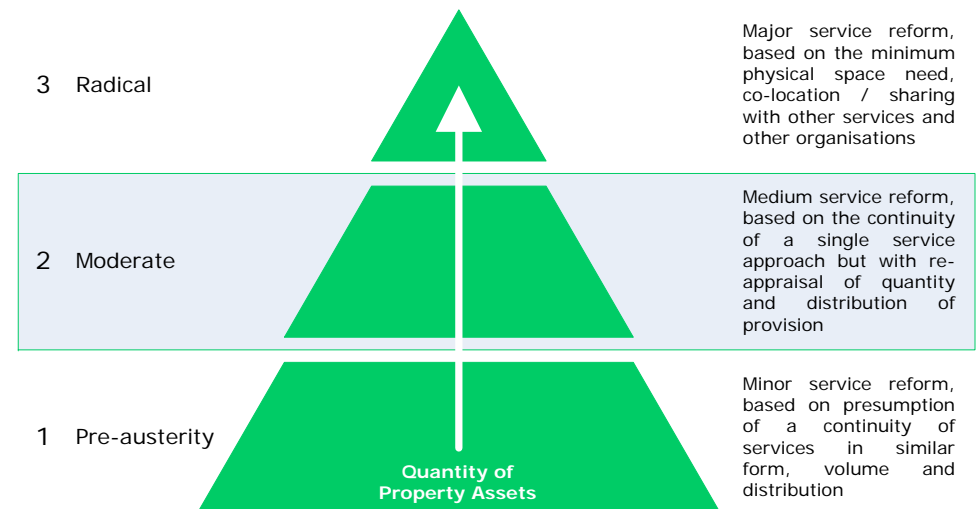 3 Radical
Major service reform,
based on the minimum
physical space need,
co-location / sharing
with other services and
other organisations
2 Moderate
Medium service reform,
based on the continuity
of a single service
approach but with re-
appraisal of quantity
and distribution of
provision
1 Pre-austerity
Minor service reform,
based on presumption
of a continuity of
services in similar
form, volume and
distribution
Quantity of
Property Assets